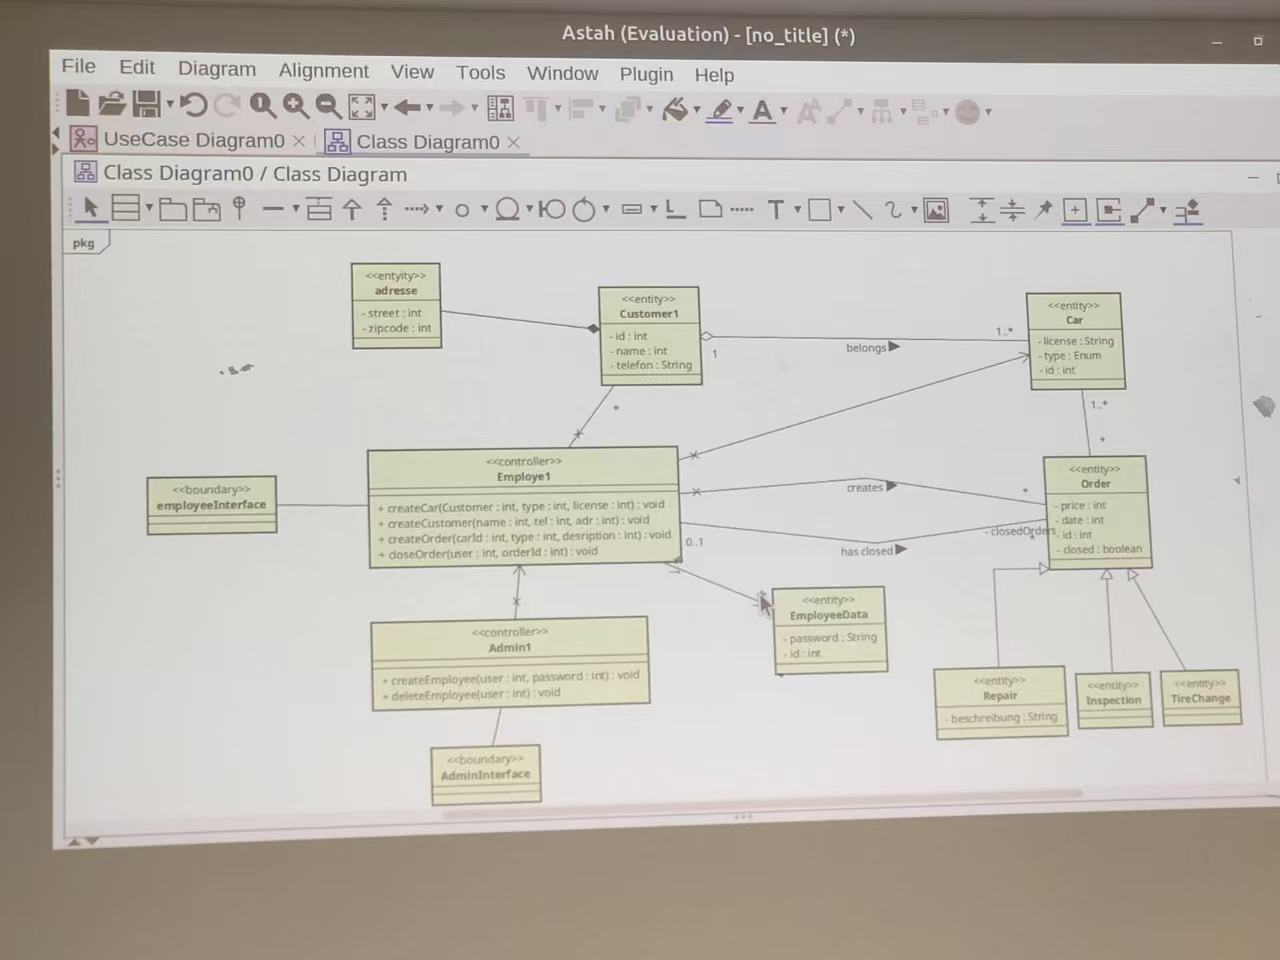 Astah (Evaluation) - [no_title] (*)
File Edit Diagram Alignment View Tools Window Plugin Help
UseCase Diagram0
Class Diagram0
Class Diagram0 / Class Diagram
pkg
<<entyity>>
adresse
- street : int
- zipcode : int
<<entity>>
Customer1
- id : int
- name : int
- telefon : String
1
belongs
1..*
<<entity>>
Car
- license : String
- type : Enum
- id : int
1..*
*
*
<<boundary>>
employeeInterface
<<controller>>
Employe1
+ createCar(Customer : int, type : int, license : int) : void
+ createCustomer(name : int, tel : int, adr : int) : void
+ createOrder(carId : int, type : int, desription : int) : void
+ closeOrder(user : int, orderId : int) : void
creates
*
0..1
has closed
- closedOrders
*
<<entity>>
Order
- price : int
- date : int
- id : int
- closed : boolean
<<entity>>
EmployeeData
- password : String
- id : int
<<controller>>
Admin1
+ createEmployee(user : int, password : int) : void
+ deleteEmployee(user : int) : void
<<boundary>>
AdminInterface
<<entity>>
Repair
- beschreibung : String
<<entity>>
Inspection
<<entity>>
TireChange